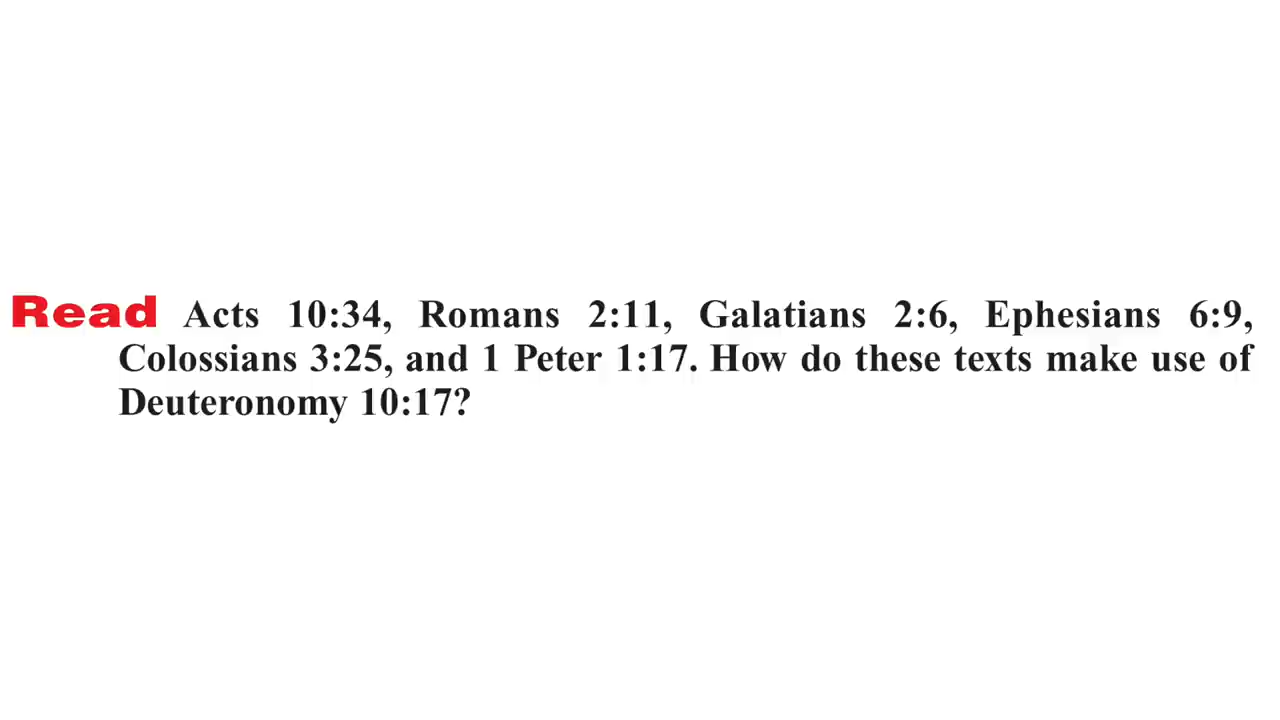 Read Acts 10:34, Romans 2:11, Galatians 2:6, Ephesians 6:9,
Colossians 3:25, and 1 Peter 1:17. How do these texts make use of
Deuteronomy 10:17?